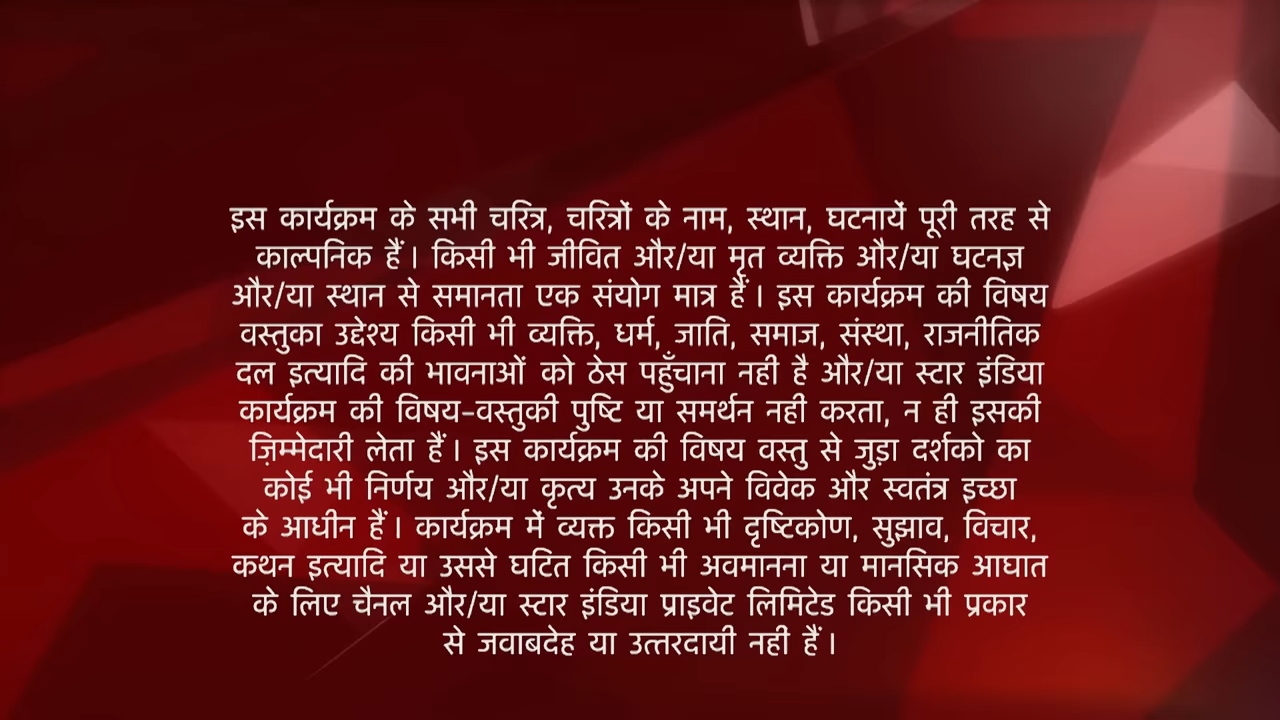 इस कार्यक्रम के सभी चरित्र, चरित्रों के नाम, स्थान, घटनायें पूरी तरह से
काल्पनिक हैं। किसी भी जीवित और/या मृत व्यक्ति और/या घटनज्ञ
और/या स्थान से समानता एक संयोग मात्र हैं। इस कार्यक्रम की विषय
वस्तुका उद्देश्य किसी भी व्यक्ति, धर्म, जाति, समाज, संस्था, राजनीतिक
दल इत्यादि की भावनाओं को ठेस पहुँचाना नही है और/या स्टार इंडिया
कार्यक्रम की विषय-वस्तुकी पुष्टि या समर्थन नही करता, न ही इसकी
ज़िम्मेदारी लेता हैं। इस कार्यक्रम की विषय वस्तु से जुड़ा दर्शको का
कोई भी निर्णय और/या कृत्य उनके अपने विवेक और स्वतंत्र इच्छा
के आधीन हैं। कार्यक्रम में व्यक्त किसी भी दृष्टिकोण, सुझाव, विचार,
कथन इत्यादि या उससे घटित किसी भी अवमानना या मानसिक आघात
के लिए चैनल और/या स्टार इंडिया प्राइवेट लिमिटेड किसी भी प्रकार
से जवाबदेह या उत्तरदायी नही हैं।